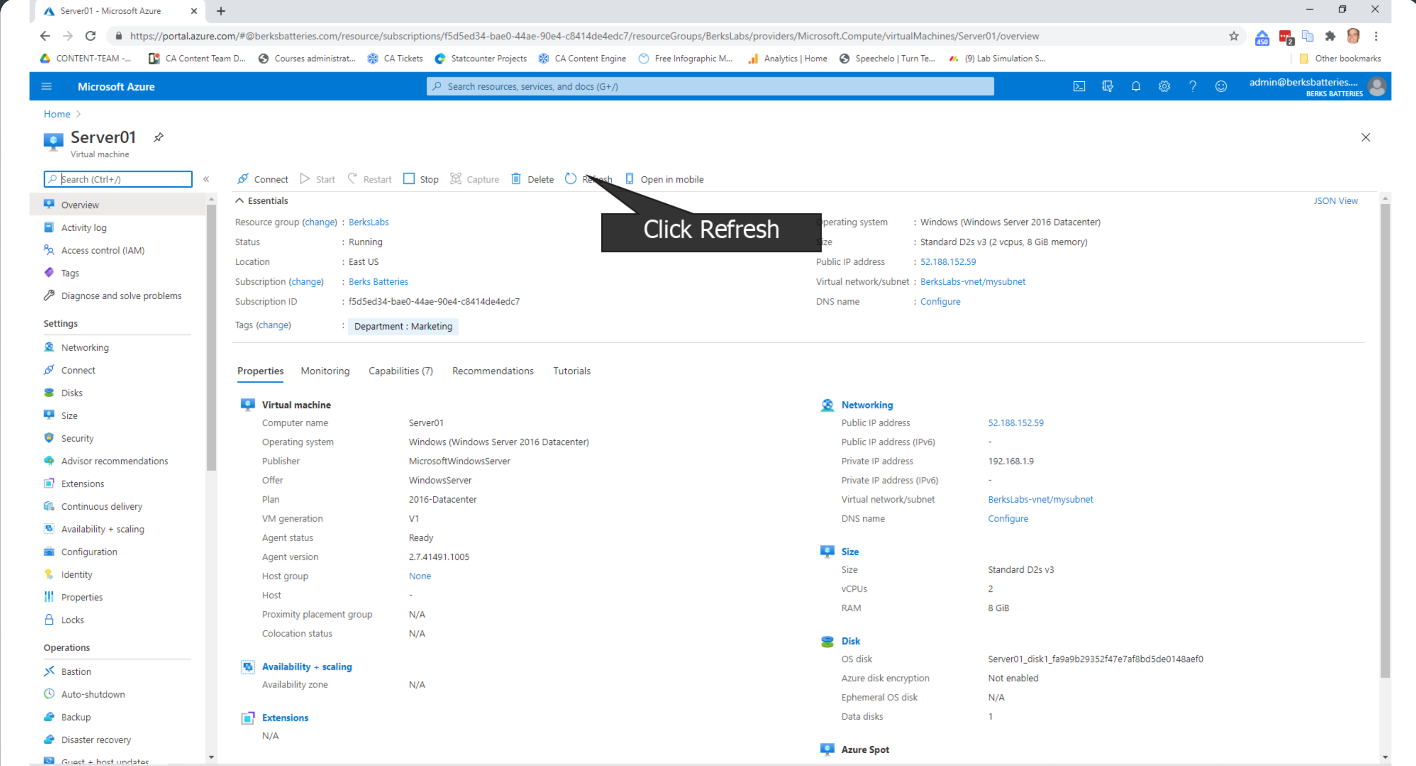 Server01 - Microsoft Azure
https://portal.azure.com/#@berksbatteries.com/resource/subscriptions/f5d5ed34-bae0-44ae-90e4-c8414de4edc7/resourceGroups/BerksLabs/providers/Microsoft.Compute/virtualMachines/Server01/overview
450 2
CONTENT-TEAM -... CA Content Team D... Courses administrat... CA Tickets Statcounter Projects CA Content Engine Free Infographic M... Analytics | Home Speechelo | Turn Te... (9) Lab Simulation S... Other bookmarks
Microsoft Azure Search resources, services, and docs (G+/) admin@berksbatteries....
BERKS BATTERIES
Home >
Server01
Virtual machine
Search (Ctrl+/) « Connect Start Restart Stop Capture Delete Refresh Open in mobile
Overview
Activity log
Access control (IAM)
Tags
Diagnose and solve problems
Settings
Networking
Connect
Disks
Size
Security
Advisor recommendations
Extensions
Continuous delivery
Availability + scaling
Configuration
Identity
Properties
Locks
Operations
Bastion
Auto-shutdown
Backup
Disaster recovery
Guest + host updates
Essentials JSON View
Resource group (change) : BerksLabs
Status : Running
Location : East US
Subscription (change) : Berks Batteries
Subscription ID : f5d5ed34-bae0-44ae-90e4-c8414de4edc7
Tags (change) : Department : Marketing
Click Refresh
Operating system : Windows (Windows Server 2016 Datacenter)
Size : Standard D2s v3 (2 vcpus, 8 GiB memory)
Public IP address : 52.188.152.59
Virtual network/subnet : BerksLabs-vnet/mysubnet
DNS name : Configure
Properties Monitoring Capabilities (7) Recommendations Tutorials
Virtual machine
Computer name Server01
Operating system Windows (Windows Server 2016 Datacenter)
Publisher MicrosoftWindowsServer
Offer WindowsServer
Plan 2016-Datacenter
VM generation V1
Agent status Ready
Agent version 2.7.41491.1005
Host group None
Host -
Proximity placement group N/A
Colocation status N/A
Availability + scaling
Availability zone N/A
Extensions
N/A
Networking
Public IP address 52.188.152.59
Public IP address (IPv6) -
Private IP address 192.168.1.9
Private IP address (IPv6) -
Virtual network/subnet BerksLabs-vnet/mysubnet
DNS name Configure
Size
Size Standard D2s v3
vCPUs 2
RAM 8 GiB
Disk
OS disk Server01_disk1_fa9a9b29352f47e7af8bd5de0148aef0
Azure disk encryption Not enabled
Ephemeral OS disk N/A
Data disks 1
Azure Spot